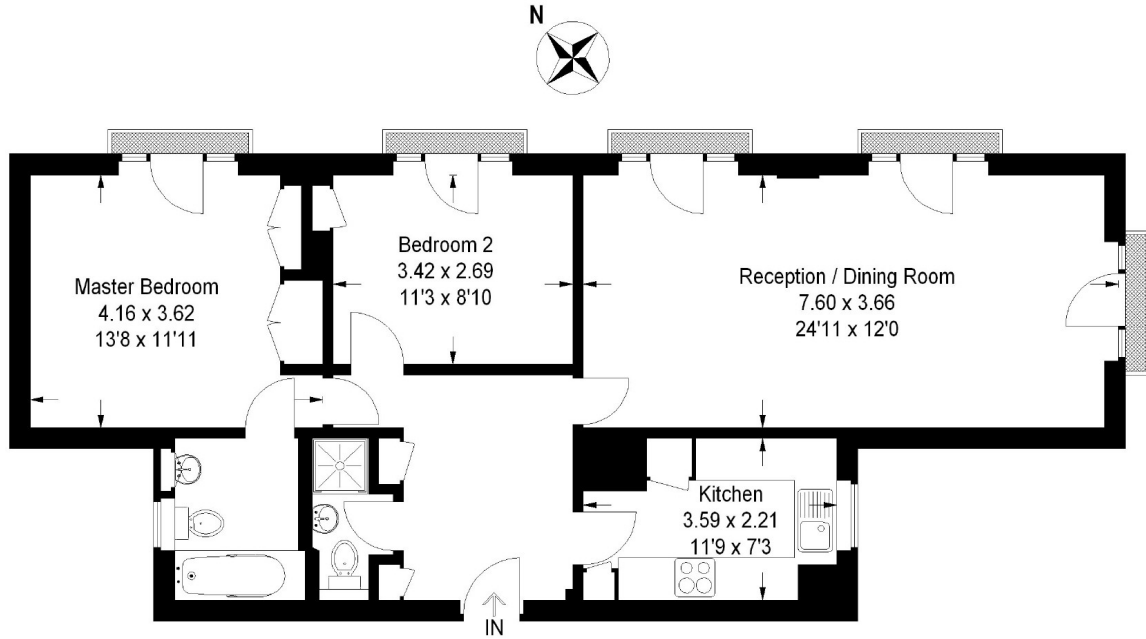 N
Master Bedroom
4.16 x 3.62
13'8 x 11'11
Bedroom 2
3.42 x 2.69
11'3 x 8'10
Reception / Dining Room
7.60 x 3.66
24'11 x 12'0
Kitchen
3.59 x 2.21
11'9 x 7'3
IN